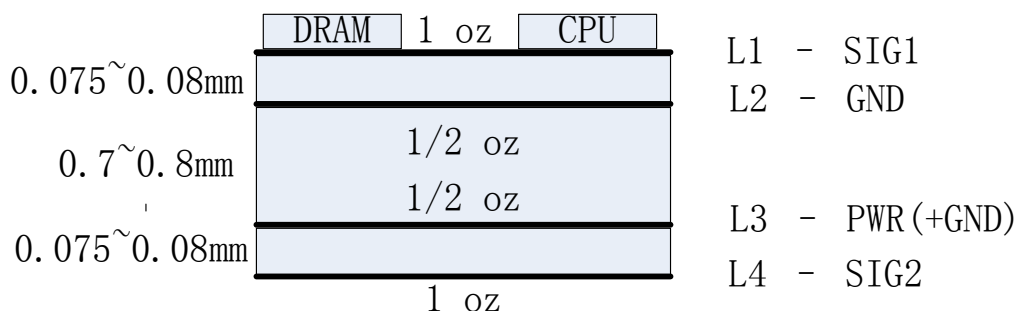 DRAM 1 oz CPU
L1 - SIG1
0.075~0.08mm
L2 - GND
1/2 oz
0.7~0.8mm
1/2 oz
L3 - PWR(+GND)
0.075~0.08mm
L4 - SIG2
1 oz